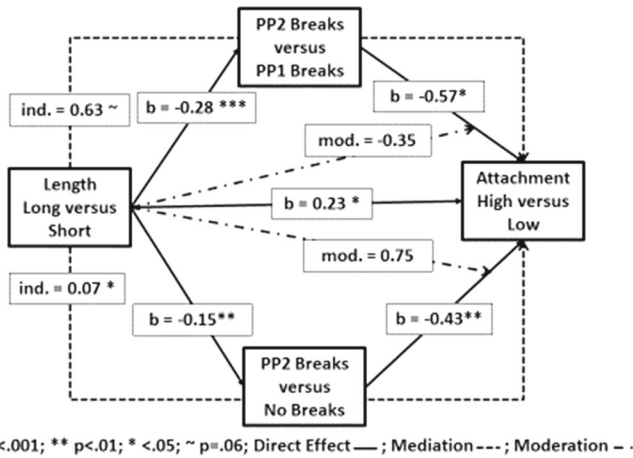 PP2 Breaks
versus
PP1 Breaks
ind. = 0.63 ~
b = -0.28 ***
b = -0.57*
mod. = -0.35
Length
Long versus
Short
b = 0.23 *
Attachment
High versus
Low
mod. = 0.75
ind. = 0.07 *
b = -0.15**
b = -0.43**
PP2 Breaks
versus
No Breaks
<.001; ** p<.01; * <.05; ~ p=.06; Direct Effect — ; Mediation --- ; Moderation – ·